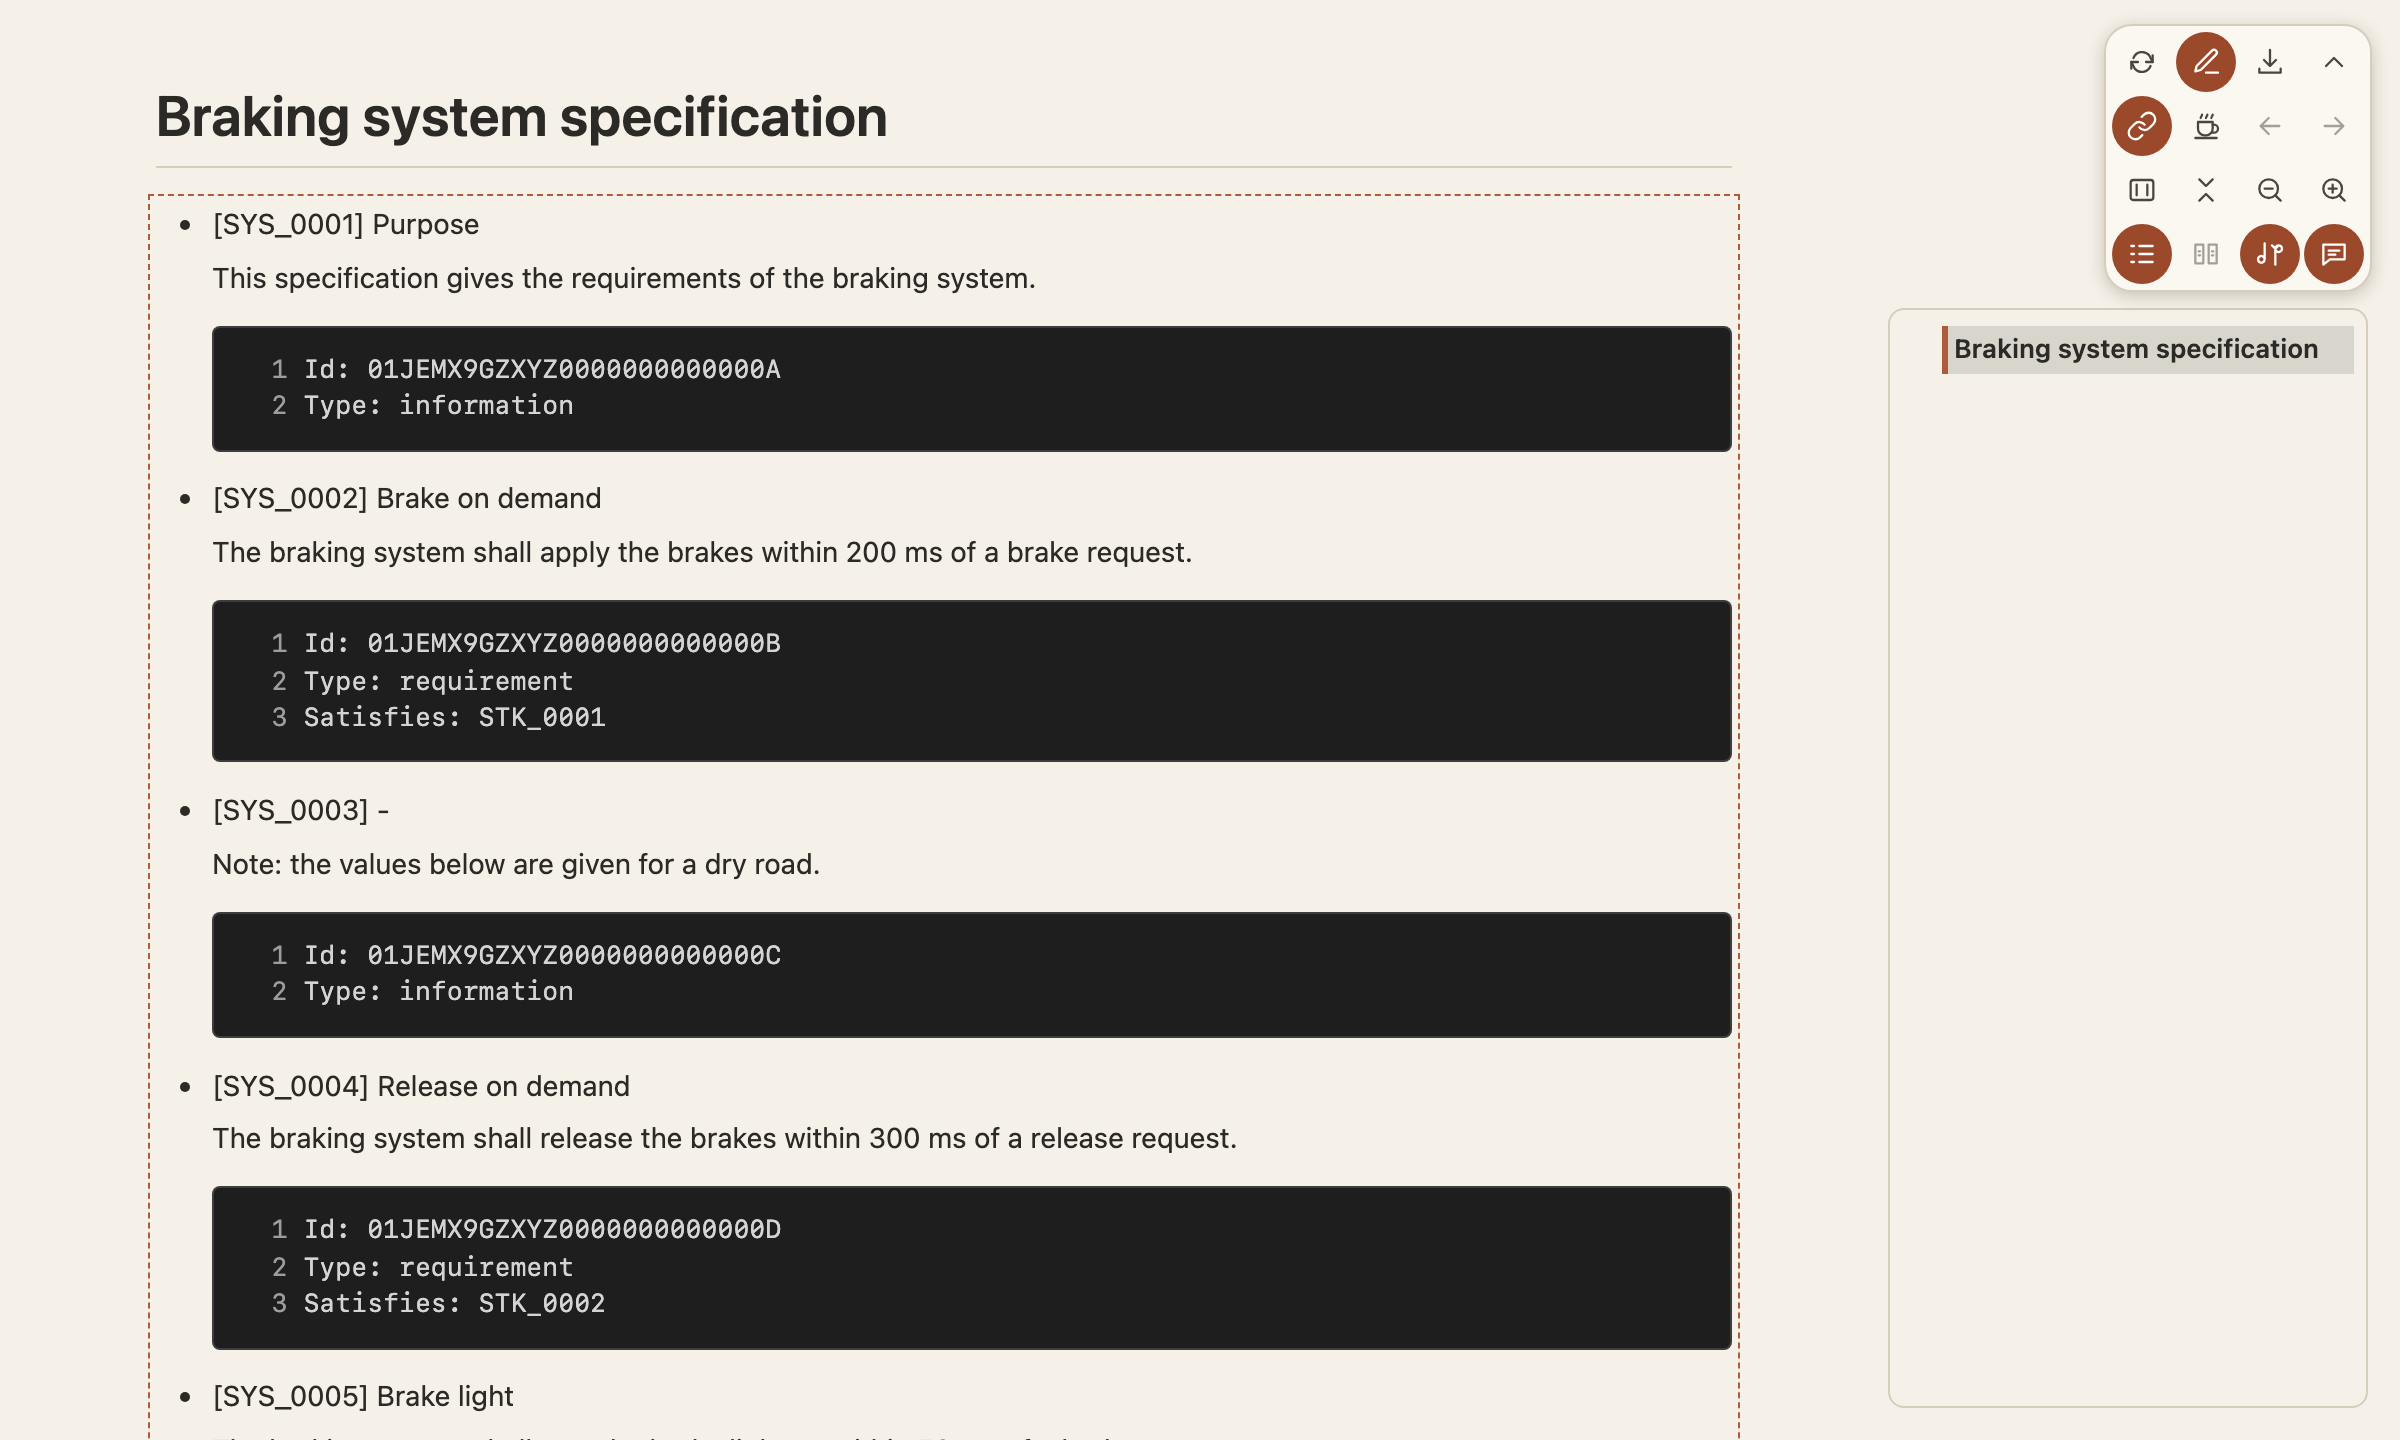 Braking system specification
[SYS_0001] Purpose
This specification gives the requirements of the braking system.
1 Id: 01JEMX9GZXYZ0000000000000A
2 Type: information
[SYS_0002] Brake on demand
The braking system shall apply the brakes within 200 ms of a brake request.
1 Id: 01JEMX9GZXYZ0000000000000B
2 Type: requirement
3 Satisfies: STK_0001
[SYS_0003] -
Note: the values below are given for a dry road.
1 Id: 01JEMX9GZXYZ0000000000000C
2 Type: information
[SYS_0004] Release on demand
The braking system shall release the brakes within 300 ms of a release request.
1 Id: 01JEMX9GZXYZ0000000000000D
2 Type: requirement
3 Satisfies: STK_0002
[SYS_0005] Brake light
Braking system specification